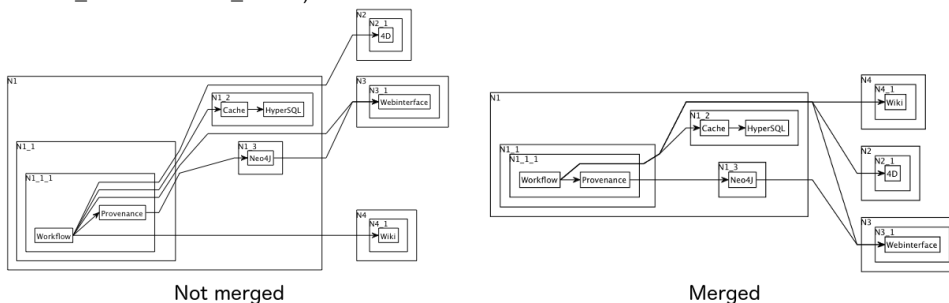 N2
N2_1
4D
N1
N3
N3_1
Webinterface
N1_2
Cache
HyperSQL
N1_1
N1_3
Neo4J
N1_1_1
Provenance
Workflow
N4
N4_1
Wiki
Not merged
N4
N4_1
Wiki
N1
N1_2
Cache
HyperSQL
N1_1
N1_1_1
Workflow
Provenance
N1_3
Neo4J
N2
N2_1
4D
N3
N3_1
Webinterface
Merged